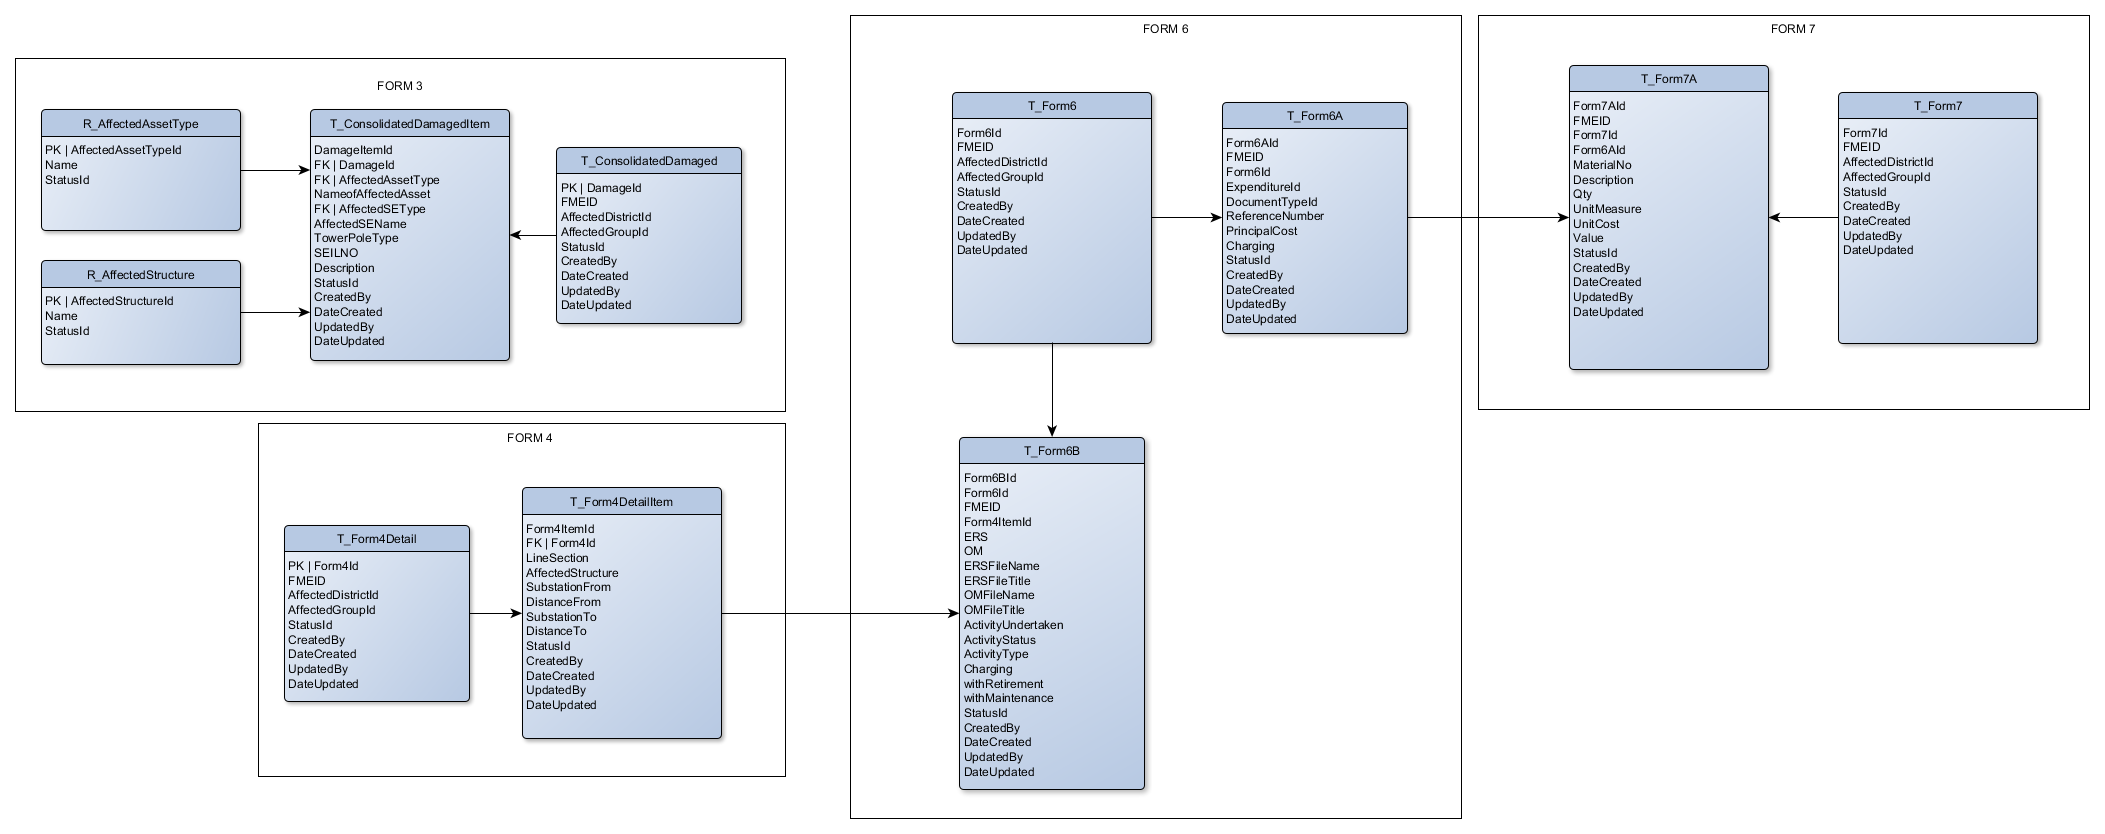 FORM 3
R_AffectedAssetType
PK | AffectedAssetTypeId
Name
StatusId
R_AffectedStructure
PK | AffectedStructureId
Name
StatusId
T_ConsolidatedDamagedItem
DamageItemId
FK | DamageId
FK | AffectedAssetType
NameofAffectedAsset
FK | AffectedSEType
AffectedSEName
TowerPoleType
SEILNO
Description
StatusId
CreatedBy
DateCreated
UpdatedBy
DateUpdated
T_ConsolidatedDamaged
PK | DamageId
FMEID
AffectedDistrictId
AffectedGroupId
StatusId
CreatedBy
DateCreated
UpdatedBy
DateUpdated
FORM 4
T_Form4Detail
PK | Form4Id
FMEID
AffectedDistrictId
AffectedGroupId
StatusId
CreatedBy
DateCreated
UpdatedBy
DateUpdated
T_Form4DetailItem
Form4ItemId
FK | Form4Id
LineSection
AffectedStructure
SubstationFrom
DistanceFrom
SubstationTo
DistanceTo
StatusId
CreatedBy
DateCreated
UpdatedBy
DateUpdated
FORM 6
T_Form6
Form6Id
FMEID
AffectedDistrictId
AffectedGroupId
StatusId
CreatedBy
DateCreated
UpdatedBy
DateUpdated
T_Form6A
Form6AId
FMEID
Form6Id
ExpenditureId
DocumentTypeId
ReferenceNumber
PrincipalCost
Charging
StatusId
CreatedBy
DateCreated
UpdatedBy
DateUpdated
T_Form6B
Form6BId
Form6Id
FMEID
Form4ItemId
ERS
OM
ERSFileName
ERSFileTitle
OMFileName
OMFileTitle
ActivityUndertaken
ActivityStatus
ActivityType
Charging
withRetirement
withMaintenance
StatusId
CreatedBy
DateCreated
UpdatedBy
DateUpdated
FORM 7
T_Form7A
Form7AId
FMEID
Form7Id
Form6AId
MaterialNo
Description
Qty
UnitMeasure
UnitCost
Value
StatusId
CreatedBy
DateCreated
UpdatedBy
DateUpdated
T_Form7
Form7Id
FMEID
AffectedDistrictId
AffectedGroupId
StatusId
CreatedBy
DateCreated
UpdatedBy
DateUpdated